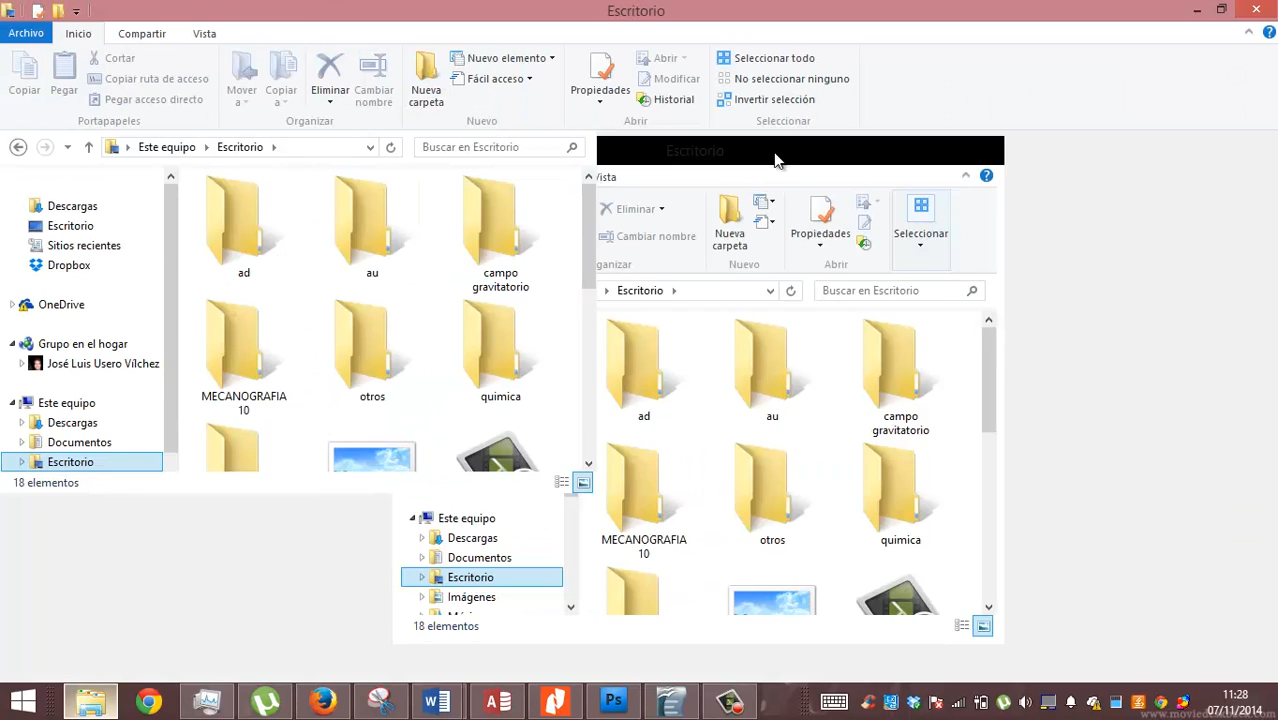 Escritorio
Archivo Inicio Compartir Vista
Copiar Pegar Cortar Copiar ruta de acceso Pegar acceso directo
Portapapeles
Mover a Copiar a Eliminar Cambiar nombre
Organizar
Nueva carpeta Nuevo elemento Fácil acceso
Nuevo
Propiedades Abrir Modificar Historial
Abrir
Seleccionar todo
No seleccionar ninguno
Invertir selección
Seleccionar
Este equipo Escritorio Buscar en Escritorio
Descargas
Escritorio
Sitios recientes
Dropbox
OneDrive
Grupo en el hogar
José Luis Usero Vílchez
Este equipo
Descargas
Documentos
Escritorio
ad au campo gravitatorio
MECANOGRAFIA 10 otros quimica
18 elementos
Escritorio
Vista
Eliminar
Cambiar nombre
Nueva carpeta
Nuevo
Propiedades
Abrir
Seleccionar
Escritorio Buscar en Escritorio
ad au campo gravitatorio
MECANOGRAFIA 10 otros quimica
Este equipo
Descargas
Documentos
Escritorio
Imágenes
18 elementos
Ps
11:28
07/11/2014